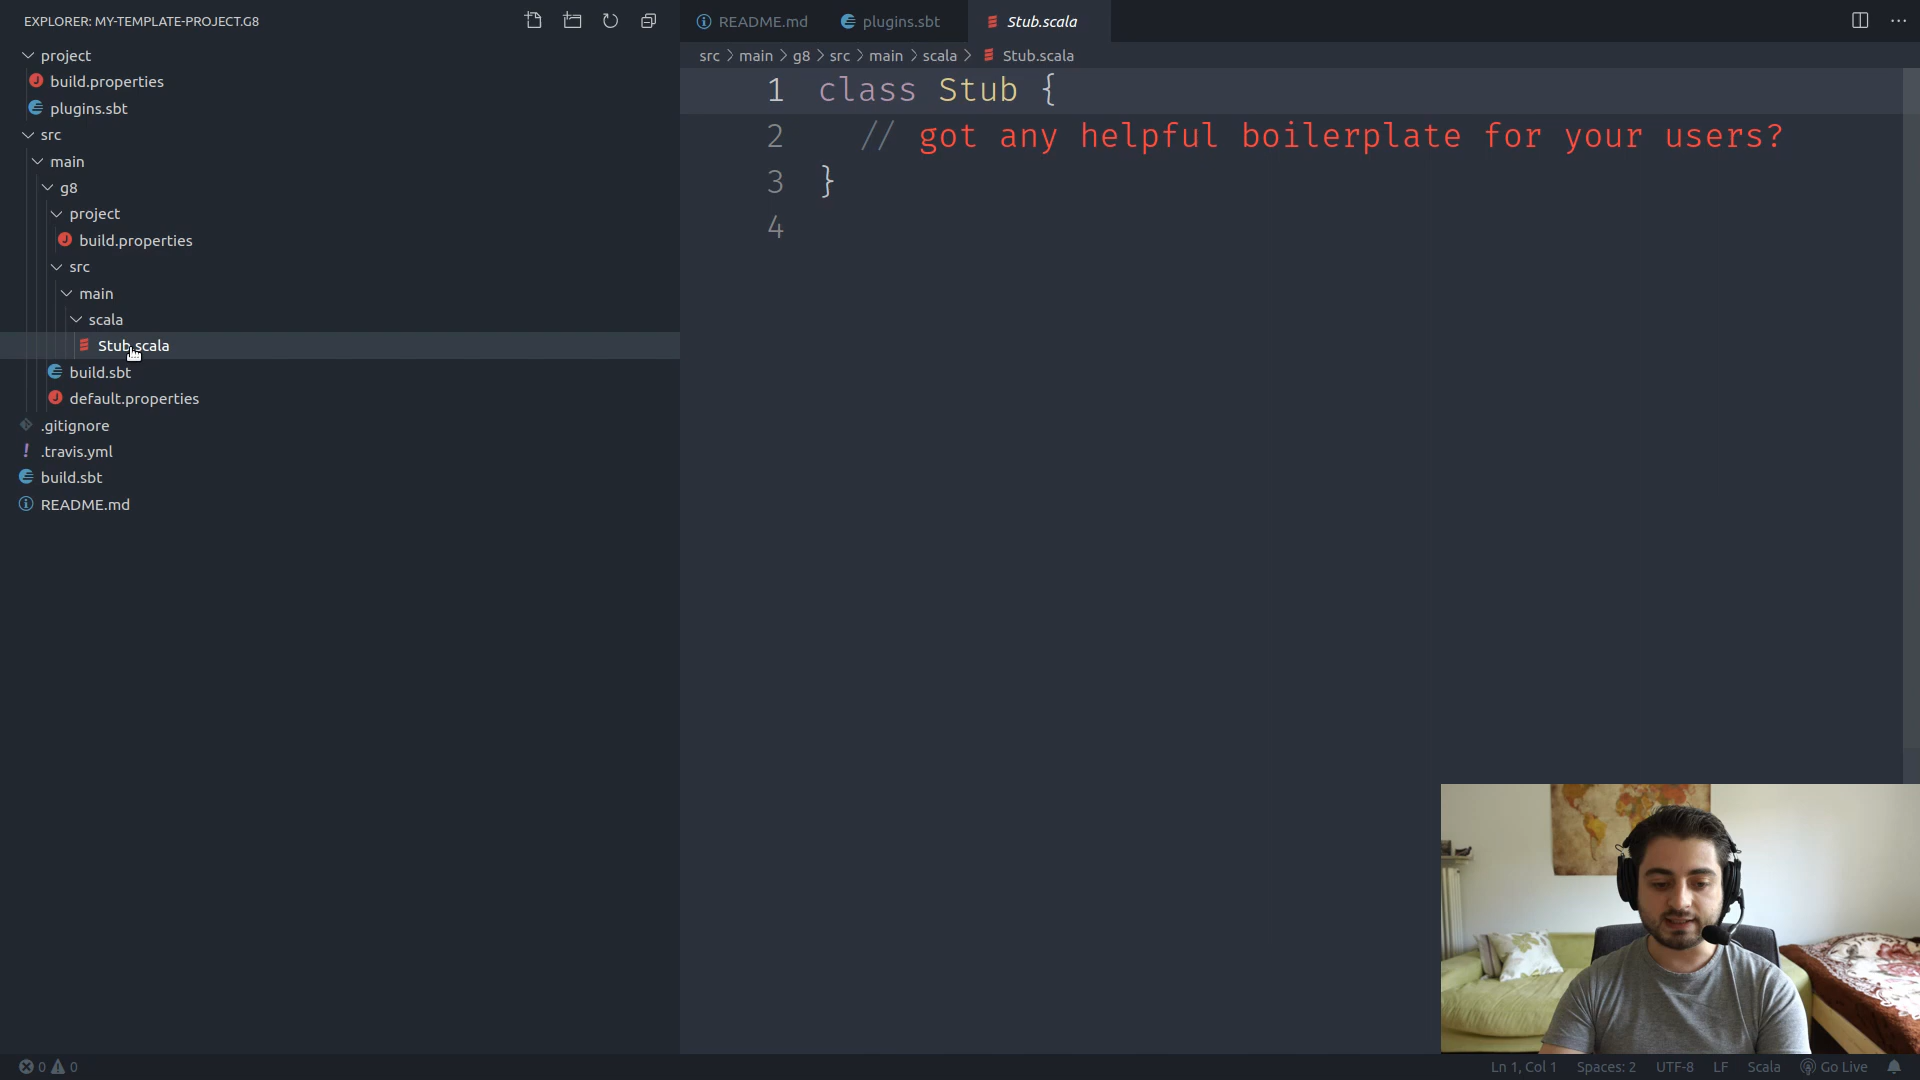 EXPLORER: MY-TEMPLATE-PROJECT.G8
project
build.properties
plugins.sbt
src
main
g8
project
build.properties
src
main
scala
Stub.scala
build.sbt
default.properties
.gitignore
.travis.yml
build.sbt
README.md
README.md plugins.sbt Stub.scala
src > main > g8 > src > main > scala > Stub.scala
1 class Stub {
2 // got any helpful boilerplate for your users?
3 }
4
0 0 Ln 1, Col 1 Spaces: 2 UTF-8 LF Scala Go Live